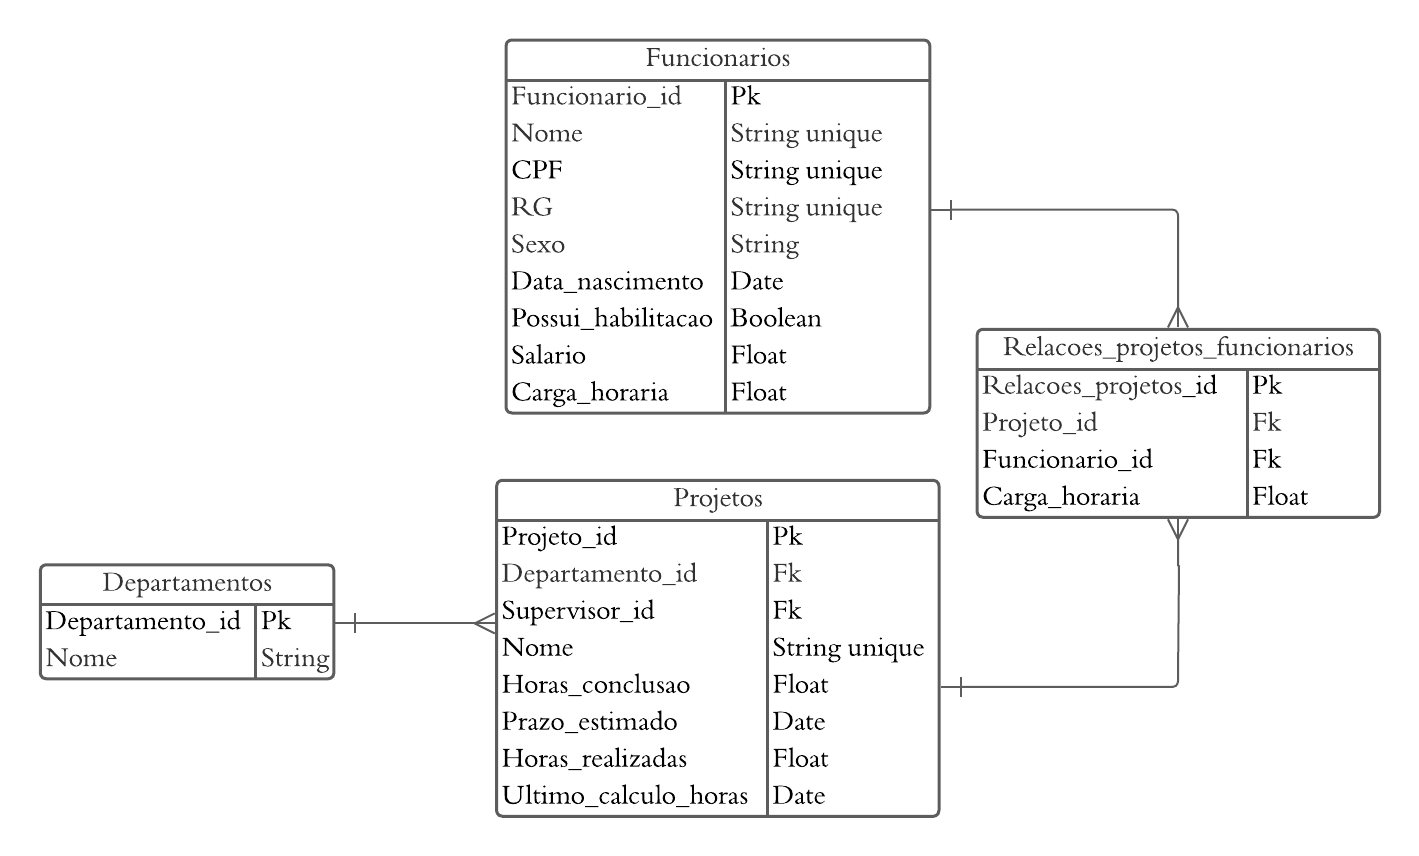 Funcionarios
Funcionario_id Pk
Nome String unique
CPF String unique
RG String unique
Sexo String
Data_nascimento Date
Possui_habilitacao Boolean
Salario Float
Carga_horaria Float
Relacoes_projetos_funcionarios
Relacoes_projetos_id Pk
Projeto_id Fk
Funcionario_id Fk
Carga_horaria Float
Projetos
Projeto_id Pk
Departamento_id Fk
Supervisor_id Fk
Nome String unique
Horas_conclusao Float
Prazo_estimado Date
Horas_realizadas Float
Ultimo_calculo_horas Date
Departamentos
Departamento_id Pk
Nome String